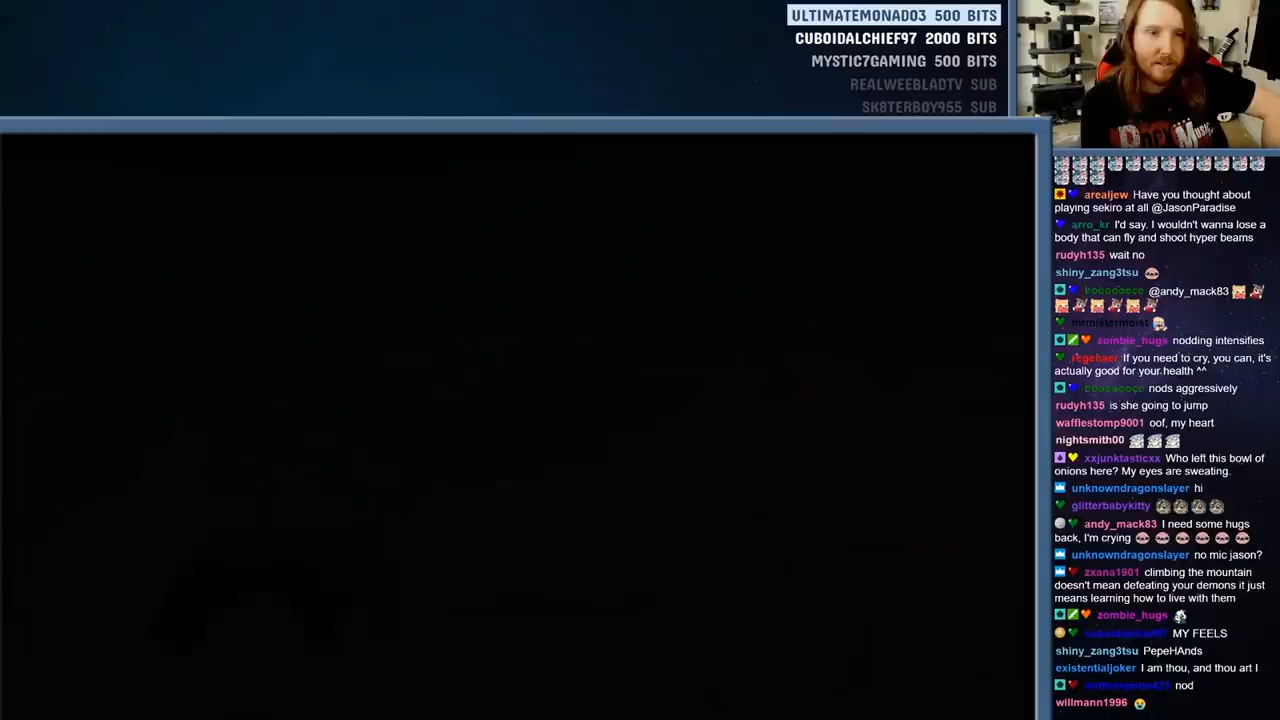 ULTIMATEMONADO3 500 BITS
CUBOIDALCHIEF97 2000 BITS
MYSTIC7GAMING 500 BITS
REALWEEBLADTV SUB
SK8TERBOY955 SUB
arealjew Have you thought about
playing sekiro at all @JasonParadise
arro_kr I'd say. I wouldn't wanna lose a
body that can fly and shoot hyper beams
rudyh135 wait no
shiny_zang3tsu
@andy_mack83
mrmistermoist
zombie_hugs nodding intensifies
regehaer If you need to cry, you can, it's
actually good for your health ^^
nods aggressively
rudyh135 is she going to jump
wafflestomp9001 oof, my heart
nightsmith00
xxjunktasticxx Who left this bowl of
onions here? My eyes are sweating.
unknowndragonslayer hi
glitterbabykitty
andy_mack83 I need some hugs
back, I'm crying
unknowndragonslayer no mic jason?
zxana1901 climbing the mountain
doesn't mean defeating your demons it just
means learning how to live with them
zombie_hugs
MY FEELS
shiny_zang3tsu PepeHAnds
existentialjoker I am thou, and thou art I
nod
willmann1996